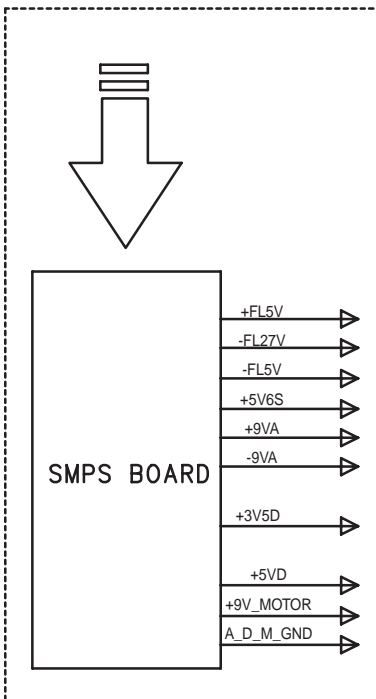 +FL5V
-FL27V
-FL5V
+5V6S
+9VA
-9VA
SMPS BOARD
+3V5D
+5VD
+9V_MOTOR
A_D_M_GND